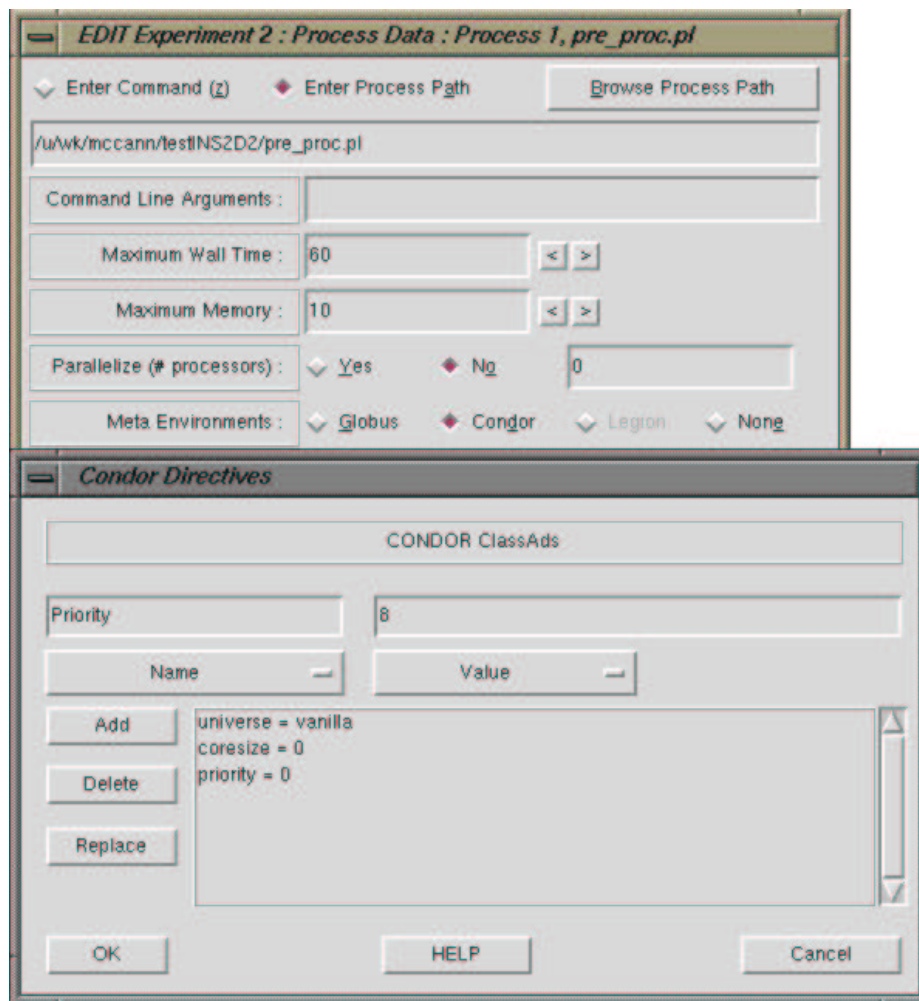 EDIT Experiment 2 : Process Data : Process 1, pre_proc.pl
Enter Command (z) Enter Process Path Browse Process Path
/u/wk/mccann/testINS2D2/pre_proc.pl
Command Line Arguments :
Maximum Wall Time : 60 < >
Maximum Memory : 10 < >
Parallelize (# processors) : Yes No 0
Meta Environments : Globus Condor Legion None
Condor Directives
CONDOR ClassAds
Priority 8
Name Value
Add
Delete
Replace
universe = vanilla
coresize = 0
priority = 0
OK HELP Cancel